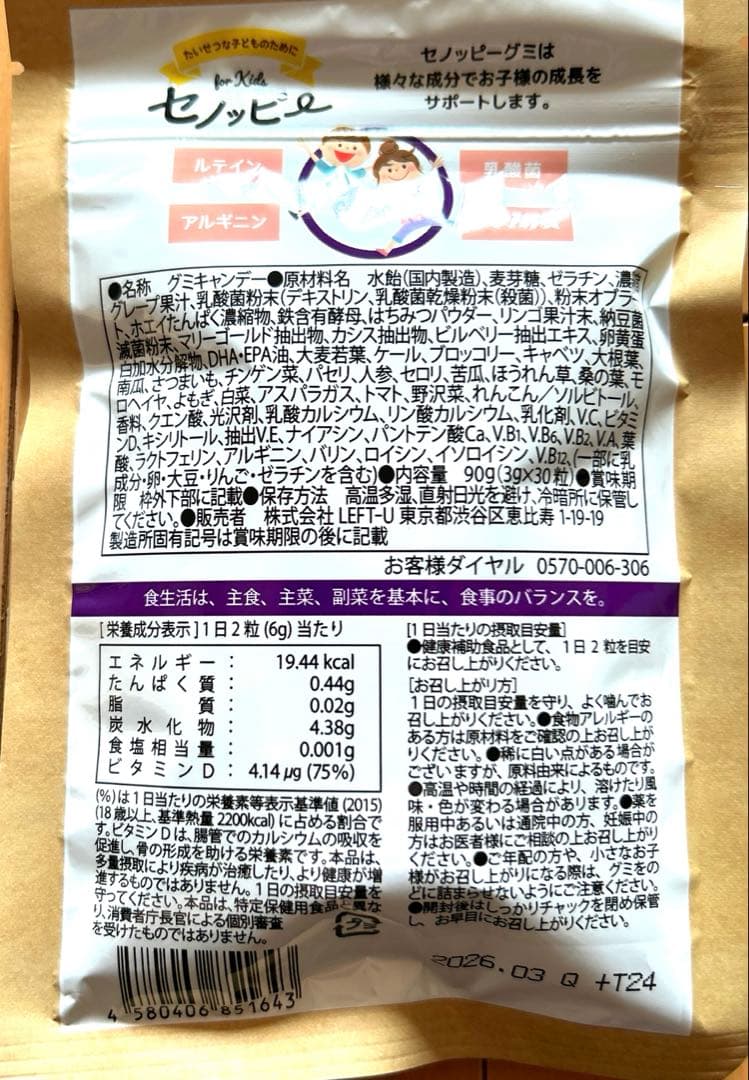 たいせつな子どものために
for Kids
セノッピー
セノッピーグミは
様々な成分でお子様の成長を
サポートします。
ルテイン
乳酸菌
アルギニン
●名称 グミキャンデー●原材料名 水飴(国内製造)、麦芽糖、ゼラチン、濃縮
グレープ果汁、乳酸菌粉末(デキストリン、乳酸菌乾燥粉末(殺菌))、粉末オブラー
ト、ホエイたんぱく濃縮物、鉄含有酵母、はちみつパウダー、リンゴ果汁末、納豆菌
滅菌粉末、マリーゴールド抽出物、カシス抽出物、ビルベリー抽出エキス、卵黄蛋
白加水分解物、DHA・EPA油、大麦若葉、ケール、ブロッコリー、キャベツ、大根葉、
南瓜、さつまいも、チンゲン菜、パセリ、人参、セロリ、苦瓜、ほうれん草、桑の葉、モ
ロヘイヤ、よもぎ、白菜、アスパラガス、トマト、野沢菜、れんこん／ソルビトール、
香料、クエン酸、光沢剤、乳酸カルシウム、リン酸カルシウム、乳化剤、V.C、ビタミ
ンD、キシリトール、抽出V.E、ナイアシン、パントテン酸Ca、V.B1、V.B6、V.B2、V.A、葉
酸、ラクトフェリン、アルギニン、バリン、ロイシン、イソロイシン、V.B12、(一部に乳
成分・卵・大豆・りんご・ゼラチンを含む)●内容量 90g(3g×30粒)●賞味期
限 枠外下部に記載●保存方法 高温多湿、直射日光を避け、冷暗所に保管し
てください。●販売者 株式会社 LEFT-U 東京都渋谷区恵比寿 1-19-19
製造所固有記号は賞味期限の後に記載
お客様ダイヤル 0570-006-306
食生活は、主食、主菜、副菜を基本に、食事のバランスを。
[栄養成分表示] 1日2粒 (6g) 当たり
エネルギー： 19.44 kcal
たんぱく質： 0.44g
脂質： 0.02g
炭水化物： 4.38g
食塩相当量： 0.001g
ビタミンD： 4.14 μg (75%)
(%)は1日当たりの栄養素等表示基準値(2015)
(18歳以上、基準熱量 2200kcal)に占める割合で
す。ビタミンDは、腸管でのカルシウムの吸収を
促進し、骨の形成を助ける栄養素です。本品は、
多量摂取により疾病が治癒したり、より健康が増
進するものではありません。1日の摂取目安量を
守ってください。本品は、特定保健用食品と異な
り、消費者庁長官による個別審査
を受けたものではありません。
プラ
[1日当たりの摂取目安量]
●健康補助食品として、1日2粒を目安
にお召し上がりください。
[お召し上がり方]
1日の摂取目安量を守り、よく噛んでお
召し上がりください。●食物アレルギーの
ある方は原材料をご確認の上お召し上が
りください。●稀に白い点がある場合が
ございますが、原料由来によるものです。
●高温や時間の経過により、溶けたり風
味・色が変わる場合があります。●薬を
服用中あるいは通院中の方、妊娠中の
方はお医者様にご相談の上お召し上がり
ください。●ご年配の方や、小さなお子
様がお召し上がりになる際は、グミをの
どに詰まらせないようにご注意ください。
●開封後はしっかりチャックを閉め保管
し、お早目にお召し上がりください。
2026.03 Q +T24
4 580406 851643